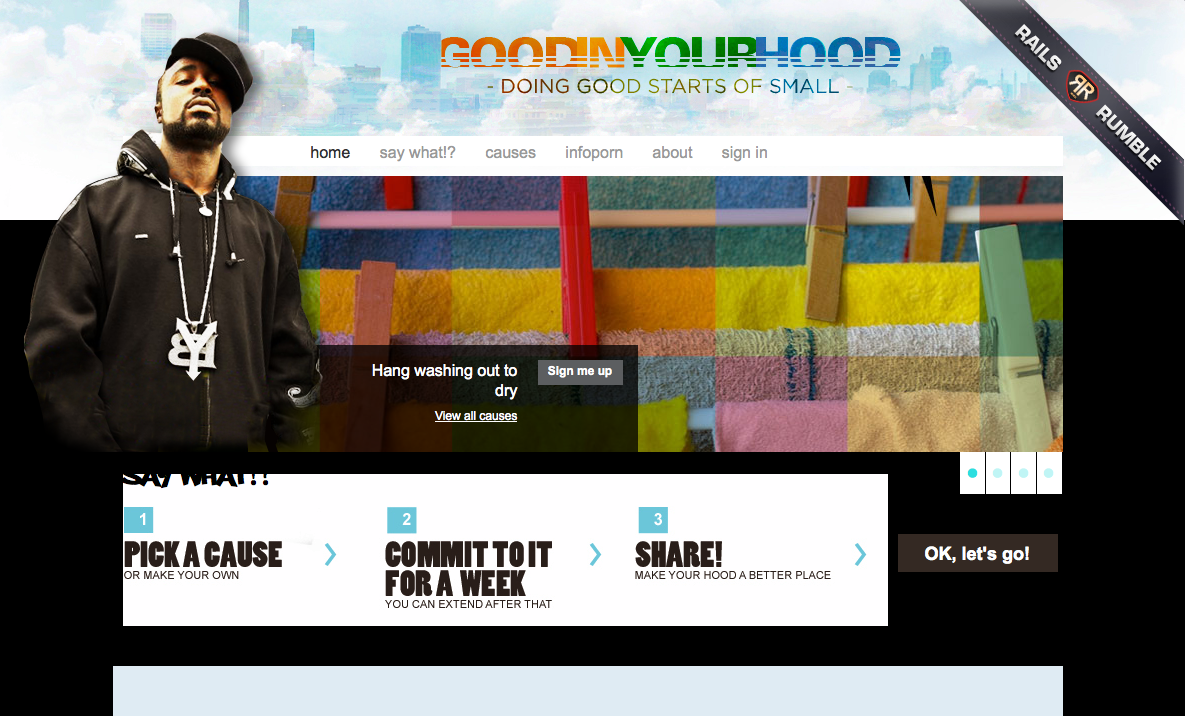 GOODINYOURHOOD
- DOING GOOD STARTS OF SMALL -
RAILS RR RUMBLE
home say what!? causes infoporn about sign in
Hang washing out to
dry
Sign me up
View all causes
SAY WHAT!?
1
PICK A CAUSE
OR MAKE YOUR OWN
2
COMMIT TO IT
FOR A WEEK
YOU CAN EXTEND AFTER THAT
3
SHARE!
MAKE YOUR HOOD A BETTER PLACE
OK, let's go!